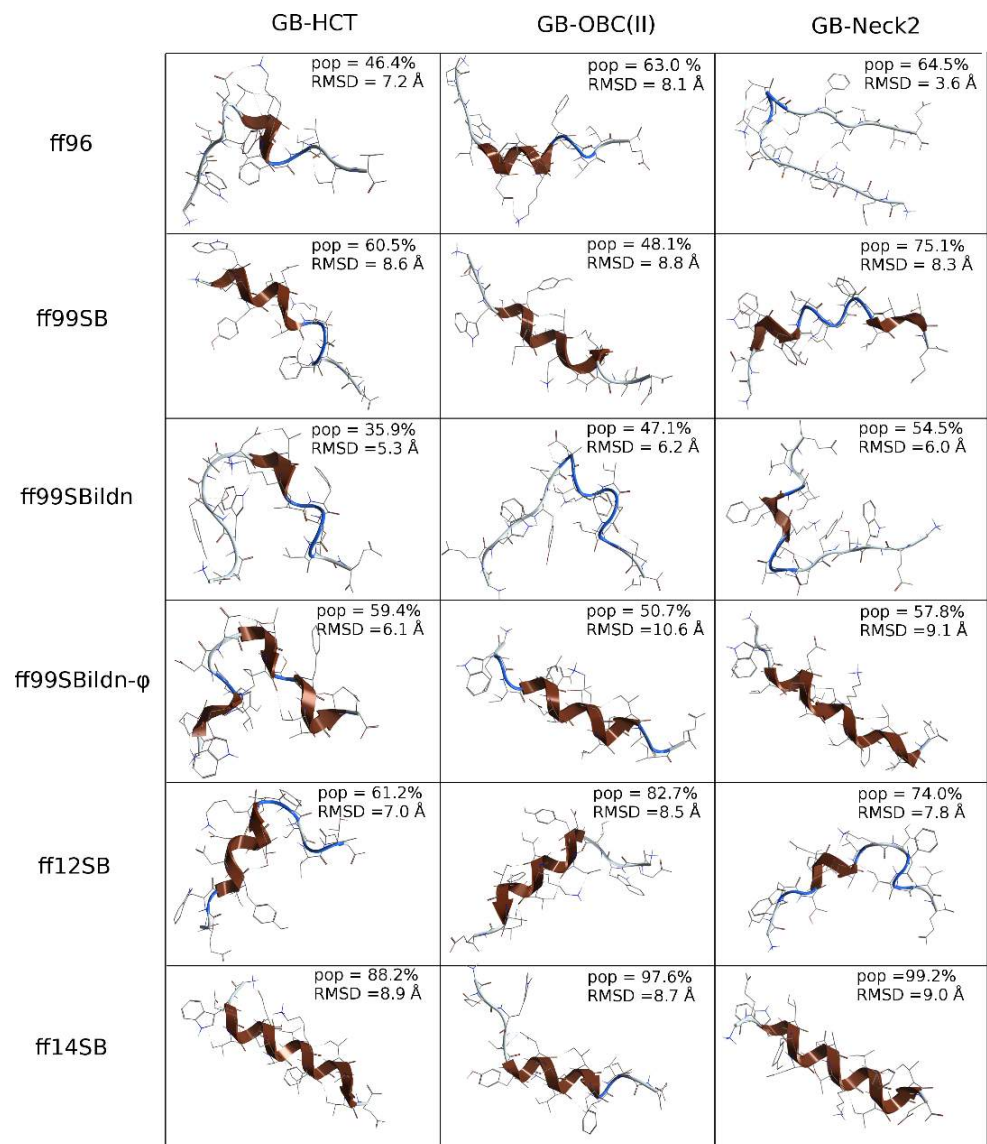 GB-HCT GB-OBC(II) GB-Neck2
ff96
pop = 46.4%
RMSD = 7.2 Å
pop = 63.0 %
RMSD = 8.1 Å
pop = 64.5%
RMSD = 3.6 Å
ff99SB
pop = 60.5%
RMSD = 8.6 Å
pop = 48.1%
RMSD = 8.8 Å
pop = 75.1%
RMSD = 8.3 Å
ff99SBildn
pop = 35.9%
RMSD =5.3 Å
pop = 47.1%
RMSD = 6.2 Å
pop = 54.5%
RMSD = 6.0 Å
ff99SBildn-φ
pop = 59.4%
RMSD =6.1 Å
pop = 50.7%
RMSD =10.6 Å
pop = 57.8%
RMSD =9.1 Å
ff12SB
pop = 61.2%
RMSD =7.0 Å
pop = 82.7%
RMSD =8.5 Å
pop = 74.0%
RMSD =7.8 Å
ff14SB
pop = 88.2%
RMSD =8.9 Å
pop = 97.6%
RMSD =8.7 Å
pop =99.2%
RMSD =9.0 Å